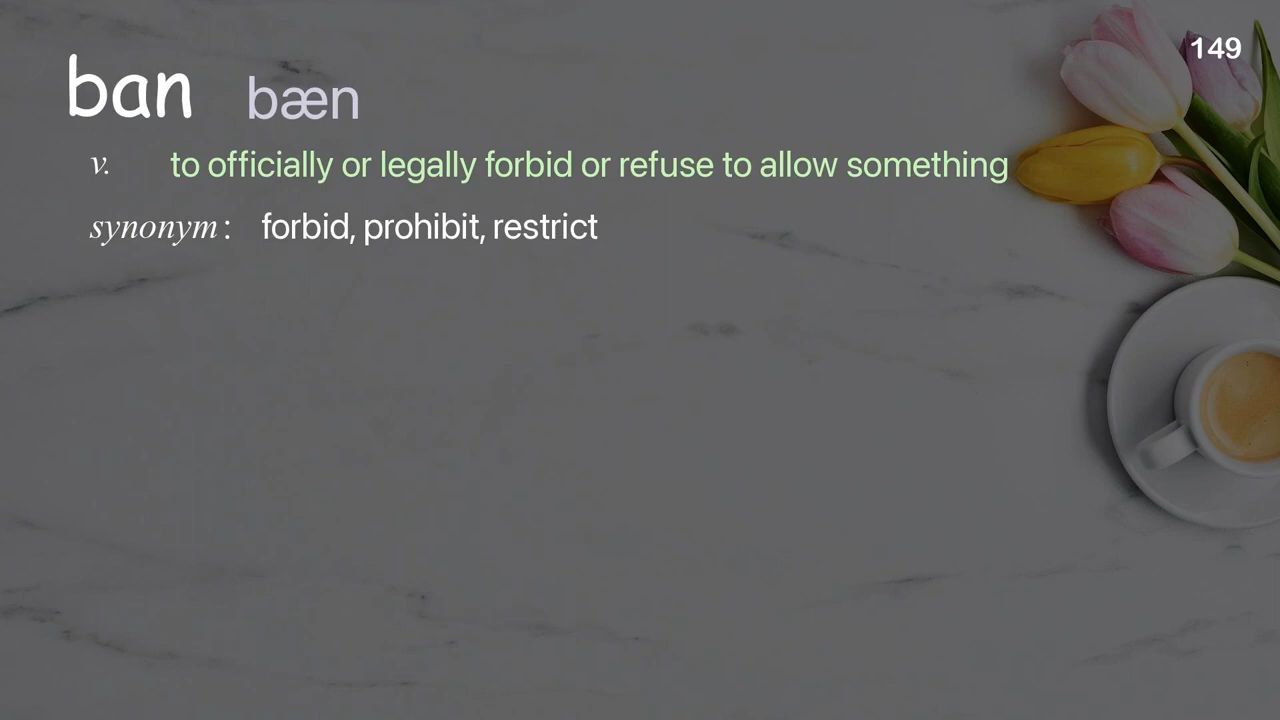 149
ban bæn
v. to officially or legally forbid or refuse to allow something
synonym: forbid, prohibit, restrict